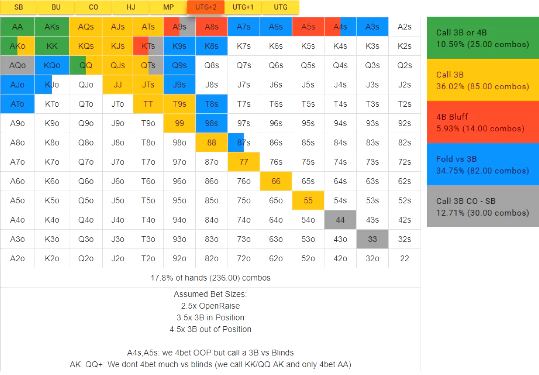 SB BU CO HJ MP UTG+2 UTG+1 UTG
AA AKs AQs AJs ATs A9s A8s A7s A6s A5s A4s A3s A2s
AKo KK KQs KJs KTs K9s K8s K7s K6s K5s K4s K3s K2s
AQo KQo QQ QJs QTs Q9s Q8s Q7s Q6s Q5s Q4s Q3s Q2s
AJo KJo QJo JJ JTs J9s J8s J7s J6s J5s J4s J3s J2s
ATo KTo QTo JTo TT T9s T8s T7s T6s T5s T4s T3s T2s
A9o K9o Q9o J9o T9o 99 98s 97s 96s 95s 94s 93s 92s
A8o K8o Q8o J8o T8o 98o 88 87s 86s 85s 84s 83s 82s
A7o K7o Q7o J7o T7o 97o 87o 77 76s 75s 74s 73s 72s
A6o K6o Q6o J6o T6o 96o 86o 76o 66 65s 64s 63s 62s
A5o K5o Q5o J5o T5o 95o 85o 75o 65o 55 54s 53s 52s
A4o K4o Q4o J4o T4o 94o 84o 74o 64o 54o 44 43s 42s
A3o K3o Q3o J3o T3o 93o 83o 73o 63o 53o 43o 33 32s
A2o K2o Q2o J2o T2o 92o 82o 72o 62o 52o 42o 32o 22
17.8% of hands (236.00) combos
Assumed Bet Sizes:
2.5x OpenRaise
3.5x 3B in Position
4.5x 3B out of Position
A4s,A5s: we 4bet OOP but call a 3B vs Blinds
AK, QQ+: We dont 4bet much vs blinds (we call KK/QQ AK and only 4bet AA)
Call 3B or 4B
10.59% (25.00 combos)
Call 3B
36.02% (85.00 combos)
4B Bluff
5.93% (14.00 combos)
Fold vs 3B
34.75% (82.00 combos)
Call 3B CO - SB
12.71% (30.00 combos)